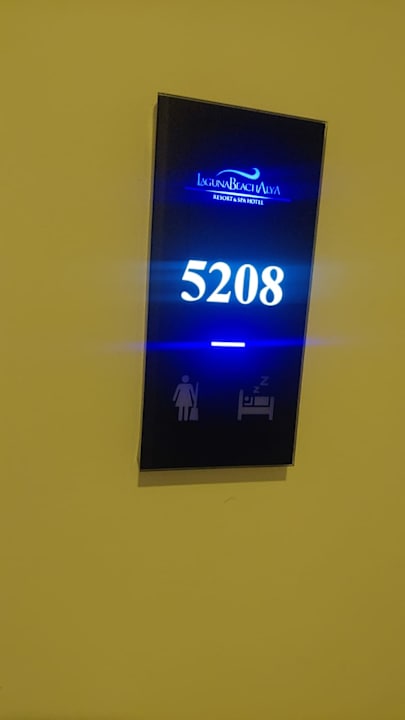 LAGUNABEACHALYA
RESORT & SPA HOTEL
5208
Z
Z